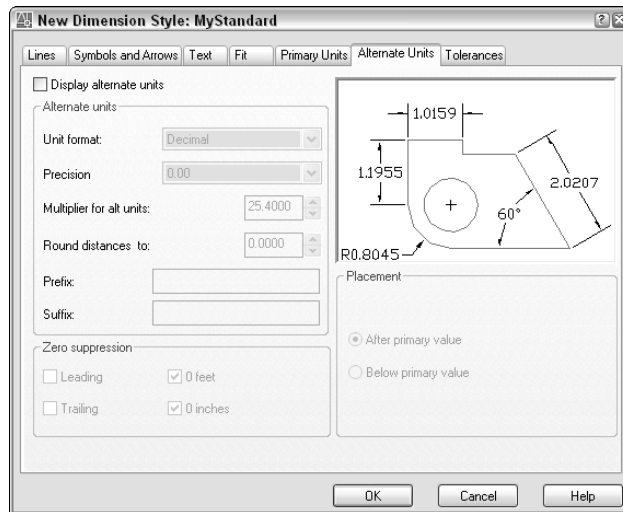 New Dimension Style: MyStandard
Lines
Symbols and Arrows
Text
Fit
Primary Units
Alternate Units
Tolerances
Display alternate units
Alternate units
Unit format:
Decimal
Precision
0.00
Multiplier for alt units:
25.4000
Round distances to:
0.0000
Prefix:
Suffix:
Zero suppression
Leading
0 feet
Trailing
0 inches
1.0159
1.1955
2.0207
60°
R0.8045
Placement
After primary value
Below primary value
OK
Cancel
Help